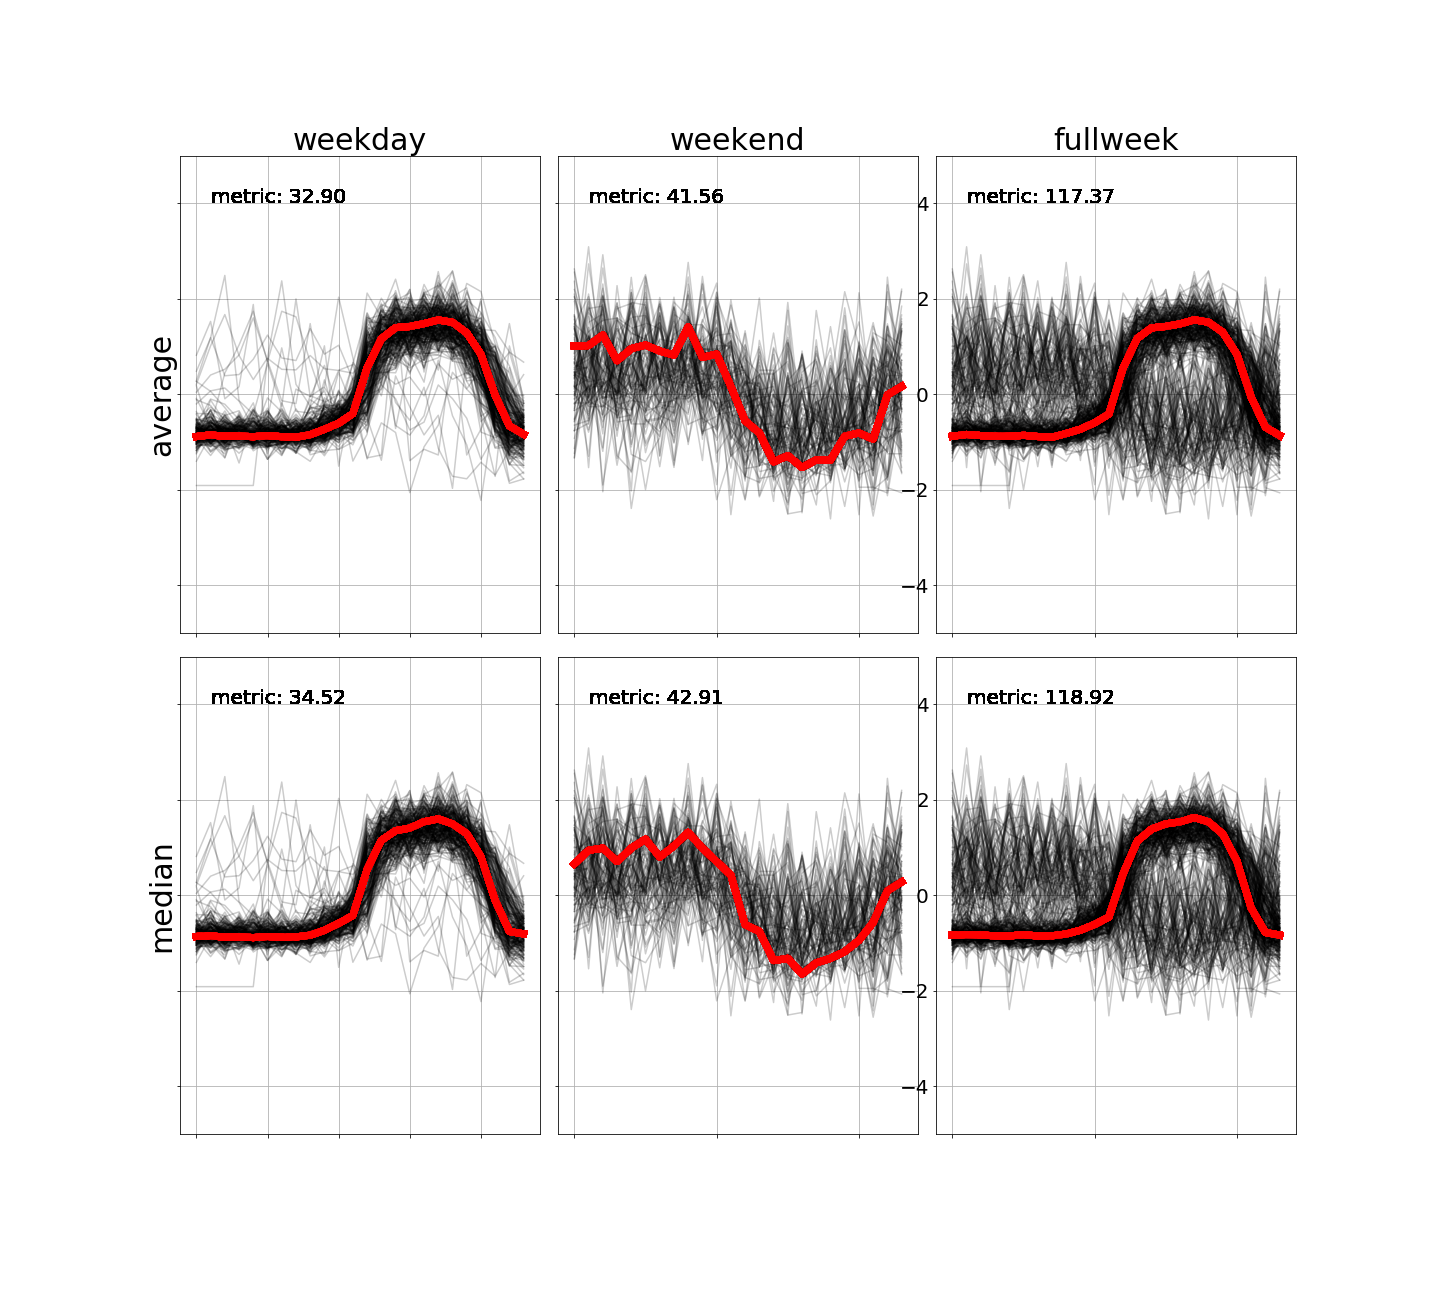 weekday weekend fullweek
average
metric: 32.90
metric: 41.56
metric: 117.37
4
2
0
−2
−4
median
metric: 34.52
metric: 42.91
metric: 118.92
4
2
0
−2
−4